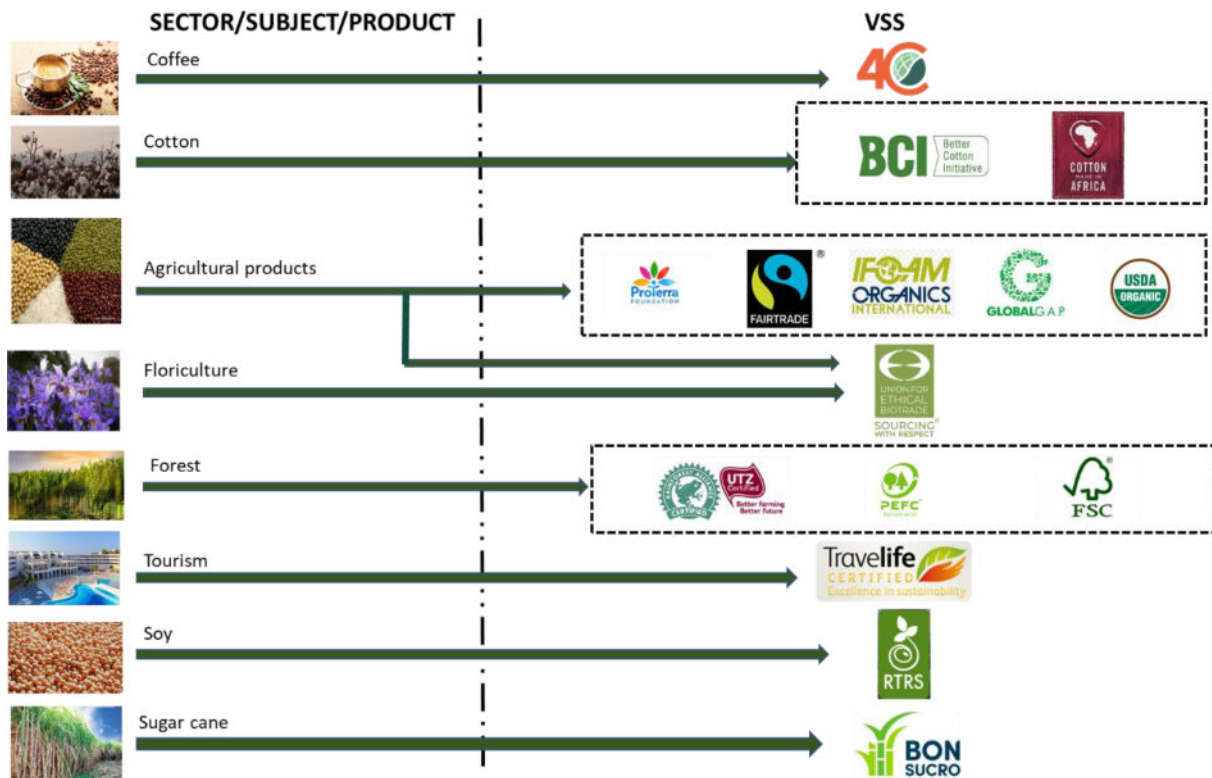 SECTOR/SUBJECT/PRODUCT
VSS
Coffee
4C
Cotton
BCI
Better
Cotton
Initiative
COTTON
MADE IN
AFRICA
Agricultural products
ProTerra
FOUNDATION
FAIRTRADE
®
IFOAM
ORGANICS
INTERNATIONAL
GLOBALG.A.P.
USDA
ORGANIC
Floriculture
UNION FOR
ETHICAL
BIOTRADE
SOURCING®
WITH RESPECT
Forest
CERTIFIED
UTZ
Certified
Better farming
Better future
PEFC
FSC
®
Tourism
Travelife
CERTIFIED
Excellence in sustainability
Soy
RTRS
Sugar cane
BON
SUCRO